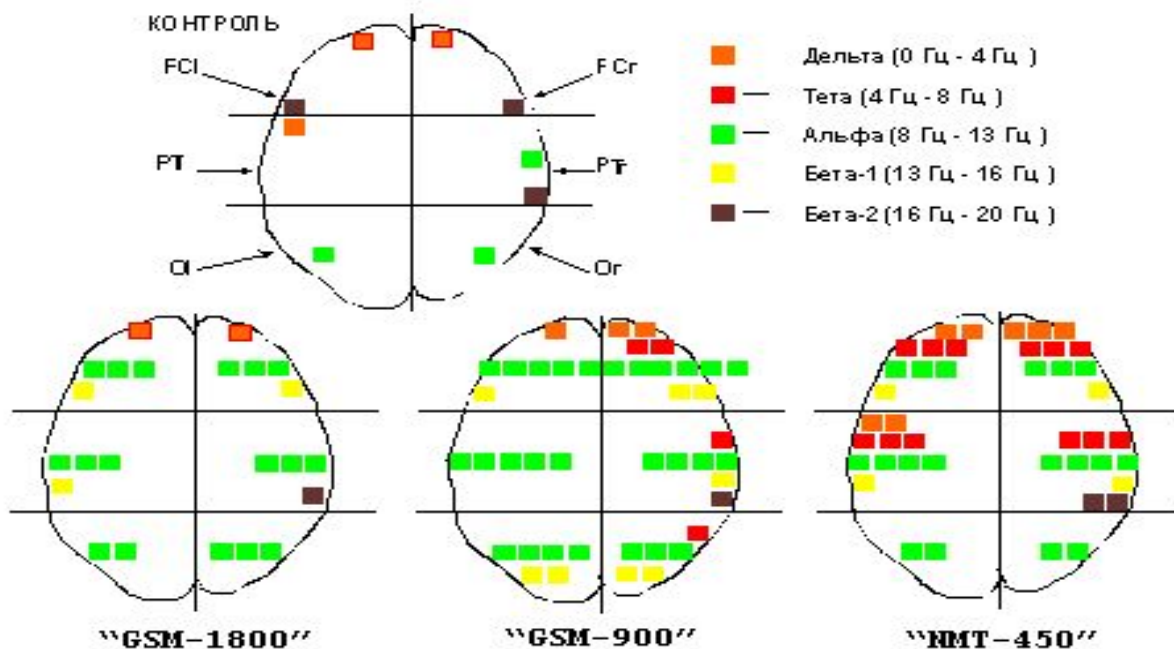 КОНТРОЛЬ
FCl
FCr
PTl
PTr
Ol
Or
Дельта (0 Гц - 4 Гц )
Тета (4 Гц - 8 Гц )
Альфа (8 Гц - 13 Гц )
Бета-1 (13 Гц - 16 Гц )
Бета-2 (16 Гц - 20 Гц )
"GSM-1800"
"GSM-900"
"NMT-450"